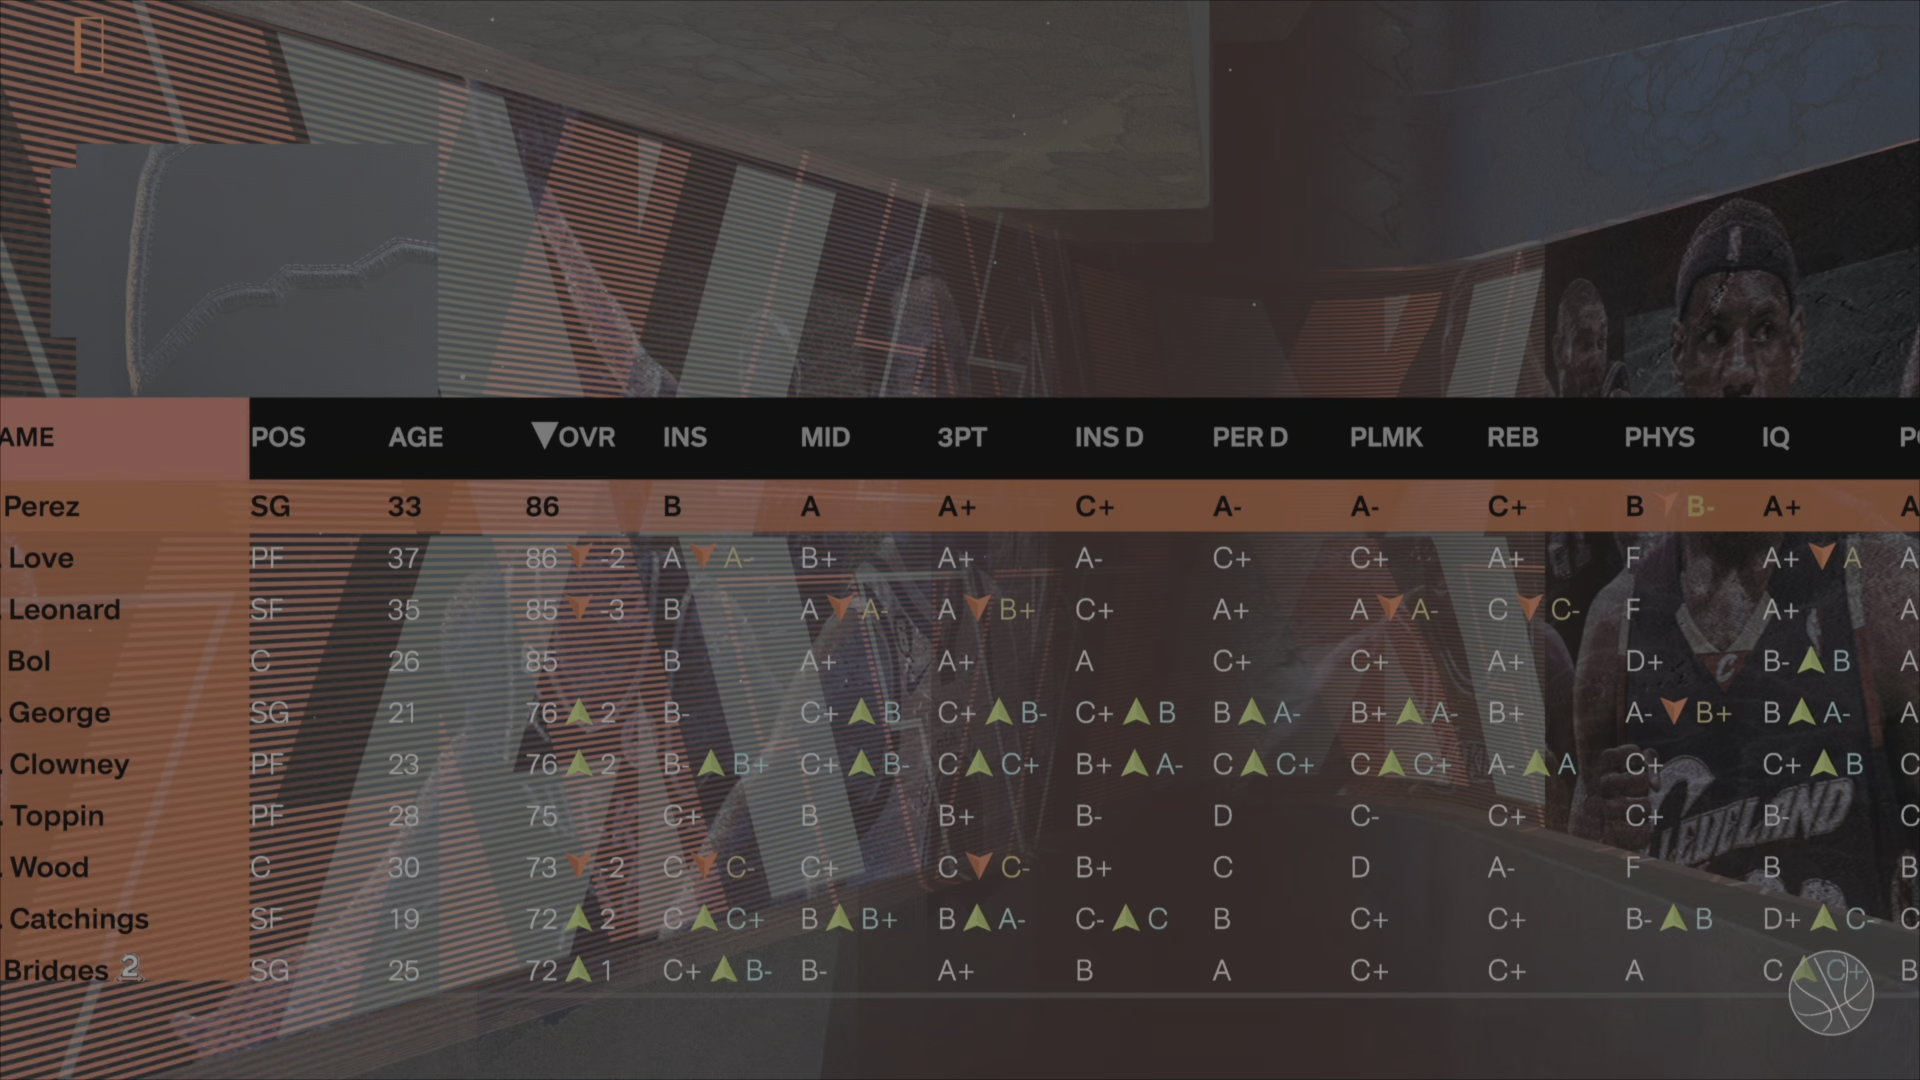 AME POS AGE ▼OVR INS MID 3PT INS D PER D PLMK REB PHYS IQ
Perez SG 33 86 B A A+ C+ A- A- C+ B B- A+ A
. Love PF 37 86 -2 A A- B+ A+ A- C+ C+ A+ F A+ A A
. Leonard SF 35 85 -3 B A A- A B+ C+ A+ A A- C C- F A+ A
. Bol C 26 85 B A+ A+ A C+ C+ A+ D+ B- B A
. George SG 21 76 2 B- C+ B C+ B- C+ B B A- B+ A- B+ A- B+ B A- A
. Clowney PF 23 76 2 B- B+ C+ B- C C+ B+ A- C C+ C C+ A- A C+ C+ B C
. Toppin PF 28 75 C+ B B+ B- D C- C+ C+ B- C
. Wood C 30 73 -2 C C- C+ C C- B+ C D A- F B B
. Catchings SF 19 72 2 C C+ B B+ B A- C- C B C+ C+ B- B D+ C- C
Bridges 2 SG 25 72 1 C+ B- B- A+ B A C+ C+ A C C+ B
CLEVELAND